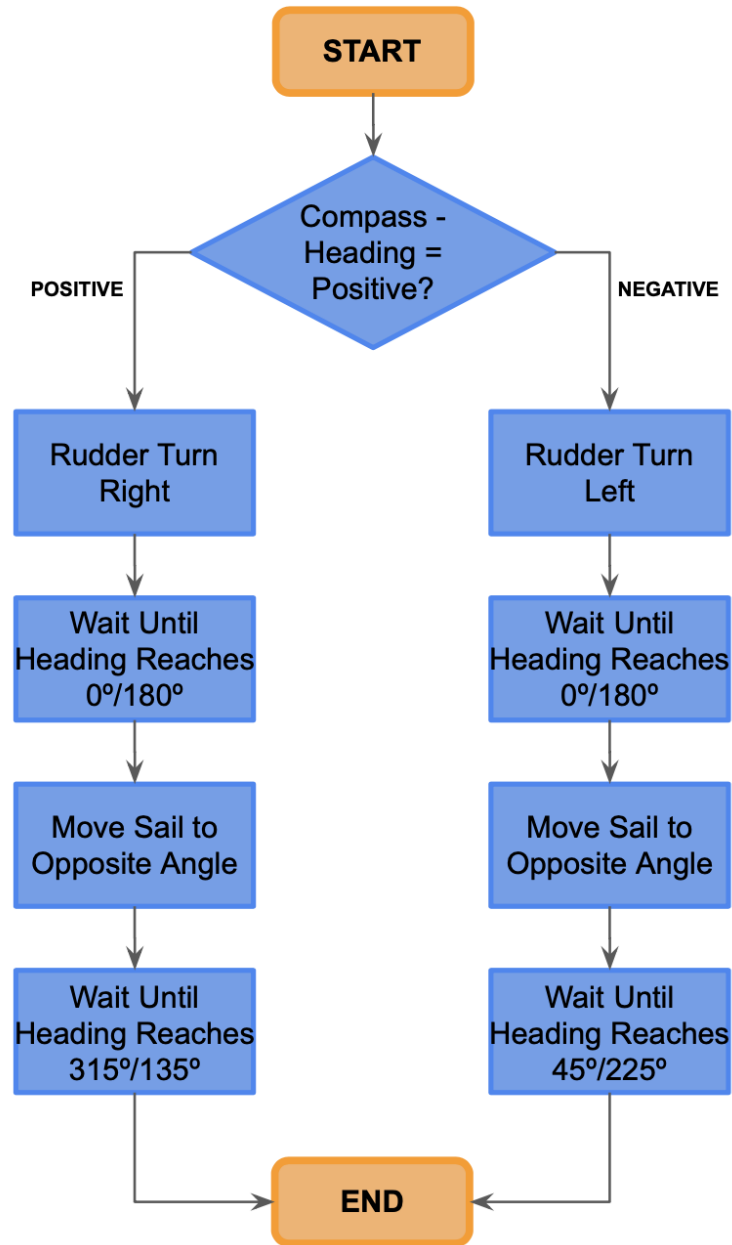 START
Compass -
Heading =
Positive?
POSITIVE
NEGATIVE
Rudder Turn
Right
Rudder Turn
Left
Wait Until
Heading Reaches
0º/180º
Wait Until
Heading Reaches
0º/180º
Move Sail to
Opposite Angle
Move Sail to
Opposite Angle
Wait Until
Heading Reaches
315º/135º
Wait Until
Heading Reaches
45º/225º
END